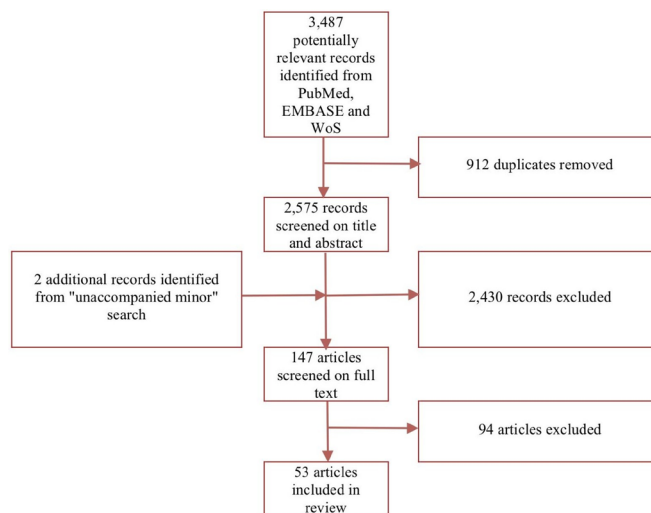 3,487
potentially
relevant records
identified from
PubMed,
EMBASE and
WoS
912 duplicates removed
2,575 records
screened on title
and abstract
2 additional records identified
from "unaccompanied minor"
search
2,430 records excluded
147 articles
screened on full
text
94 articles excluded
53 articles
included in
review